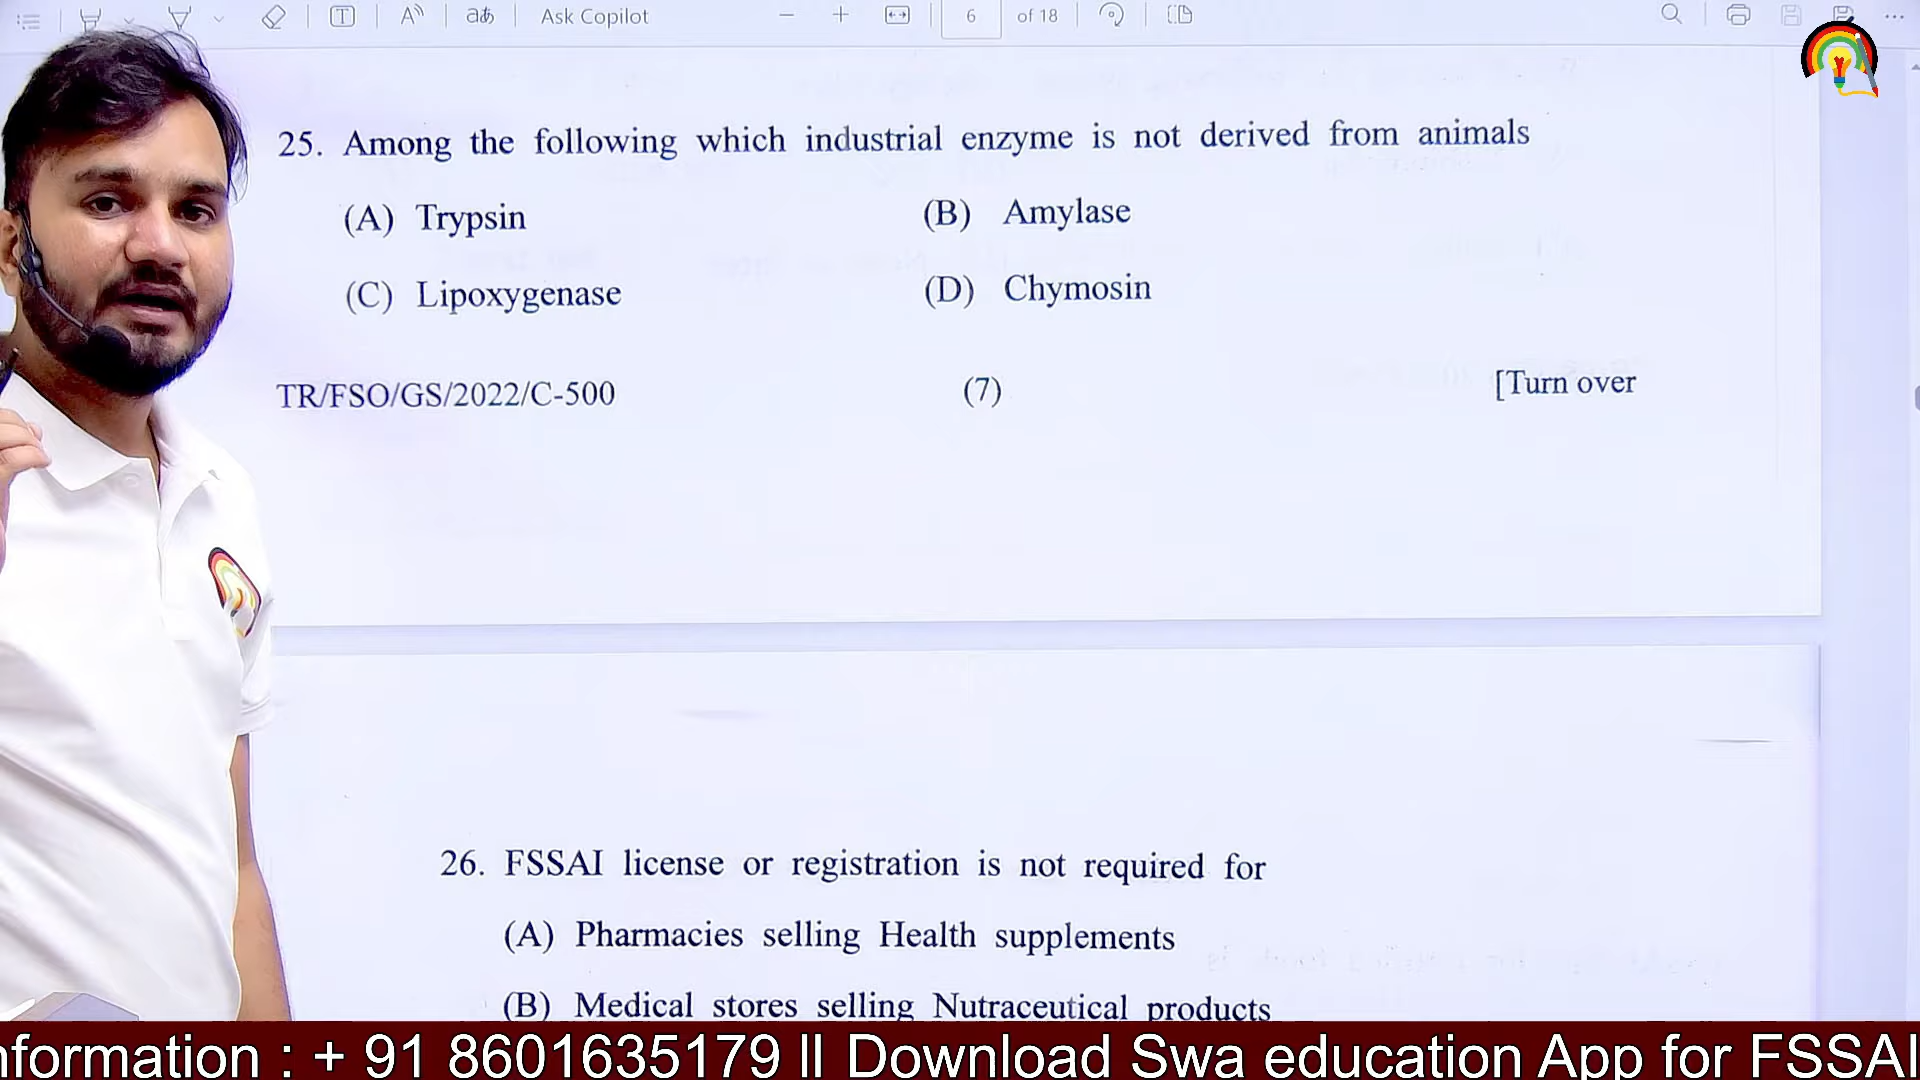 Ask Copilot
6 of 18
25. Among the following which industrial enzyme is not derived from animals
(A) Trypsin (B) Amylase
(C) Lipoxygenase (D) Chymosin
TR/FSO/GS/2022/C-500 (7) [Turn over
26. FSSAI license or registration is not required for
(A) Pharmacies selling Health supplements
(B) Medical stores selling Nutraceutical products
nformation : + 91 8601635179 ll Download Swa education App for FSSAI